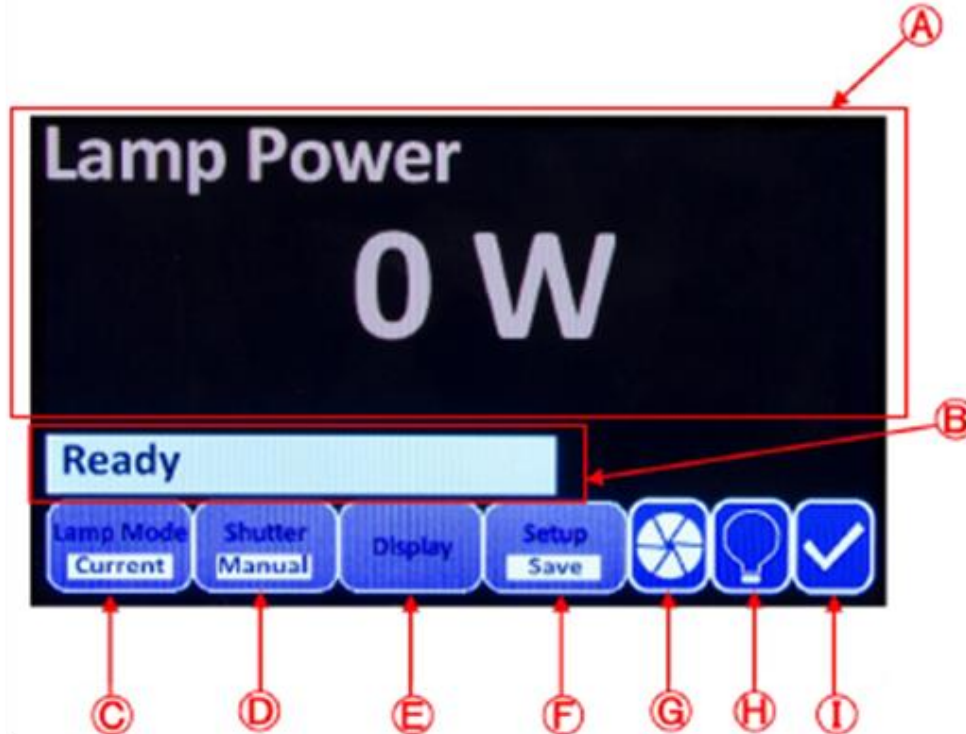 Ⓐ
Lamp Power
0 W
Ⓑ
Ready
Lamp Mode Shutter Display Setup
Current Manual Save
Ⓒ Ⓓ Ⓔ Ⓕ Ⓖ Ⓗ Ⓘ